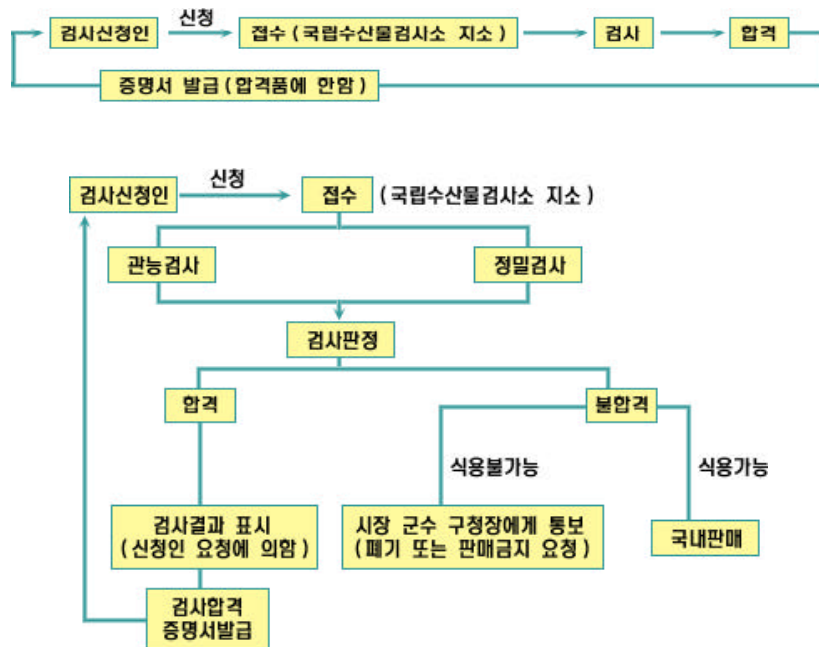 신청
검사신청인
접수 (국립수산물검사소 지소)
검사
합격
증명서 발급 (합격품에 한함)
신청
검사신청인
접수
(국립수산물검사소 지소)
관능검사
정밀검사
검사판정
합격
불합격
식용불가능
식용가능
검사결과 표시
(신청인 요청에 의함)
시장 군수 구청장에게 통보
(폐기 또는 판매금지 요청)
국내판매
검사합격
증명서발급